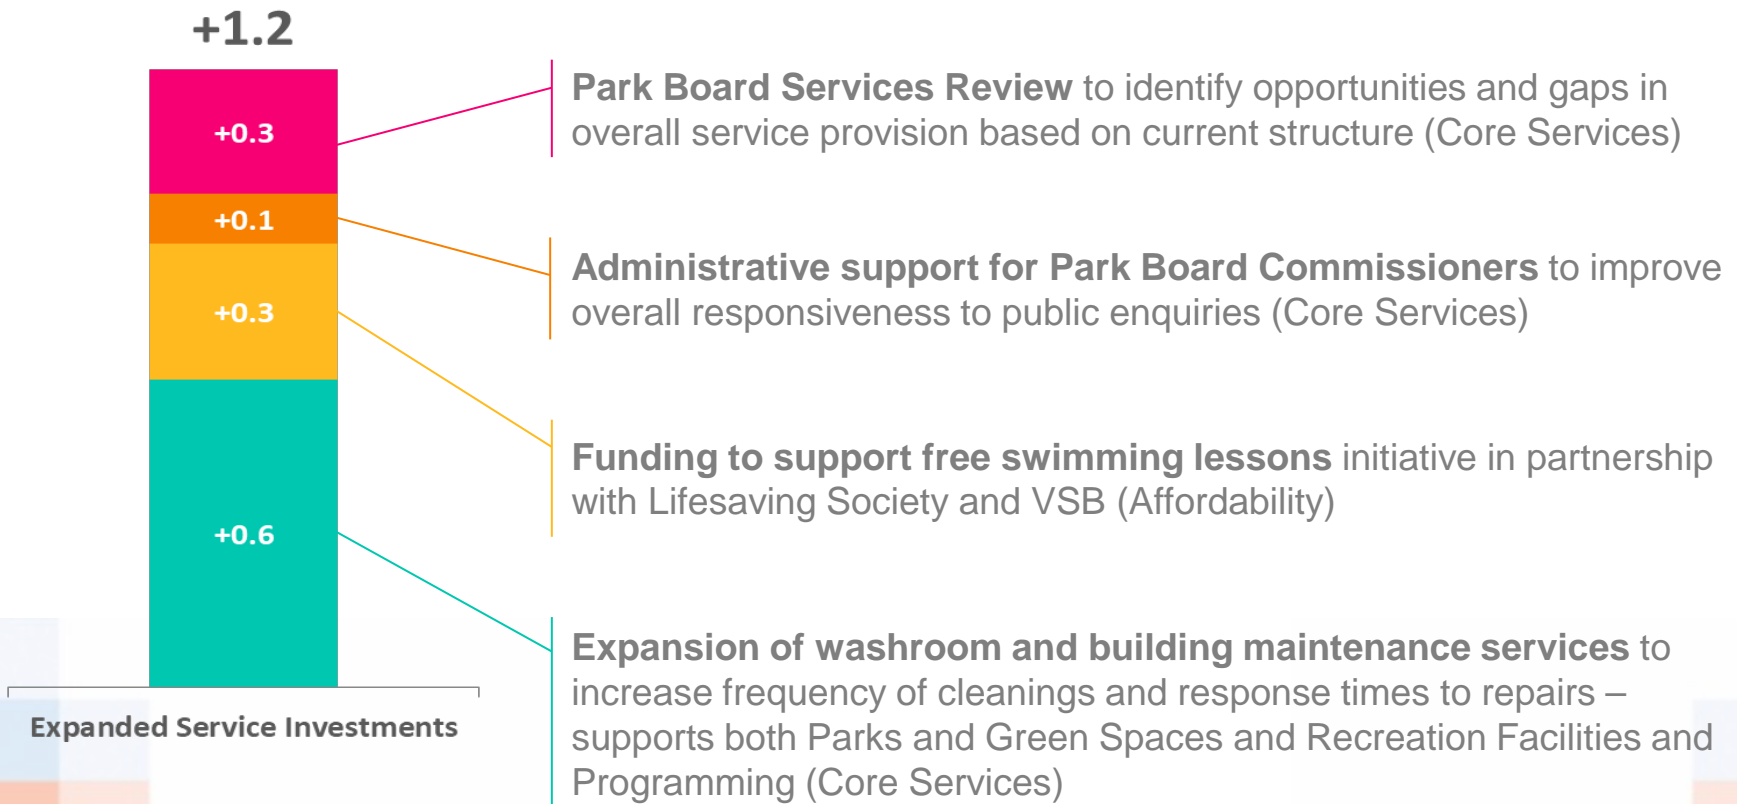 +1.2
+0.3
+0.1
+0.3
+0.6
Expanded Service Investments
Park Board Services Review to identify opportunities and gaps in
overall service provision based on current structure (Core Services)
Administrative support for Park Board Commissioners to improve
overall responsiveness to public enquiries (Core Services)
Funding to support free swimming lessons initiative in partnership
with Lifesaving Society and VSB (Affordability)
Expansion of washroom and building maintenance services to
increase frequency of cleanings and response times to repairs –
supports both Parks and Green Spaces and Recreation Facilities and
Programming (Core Services)